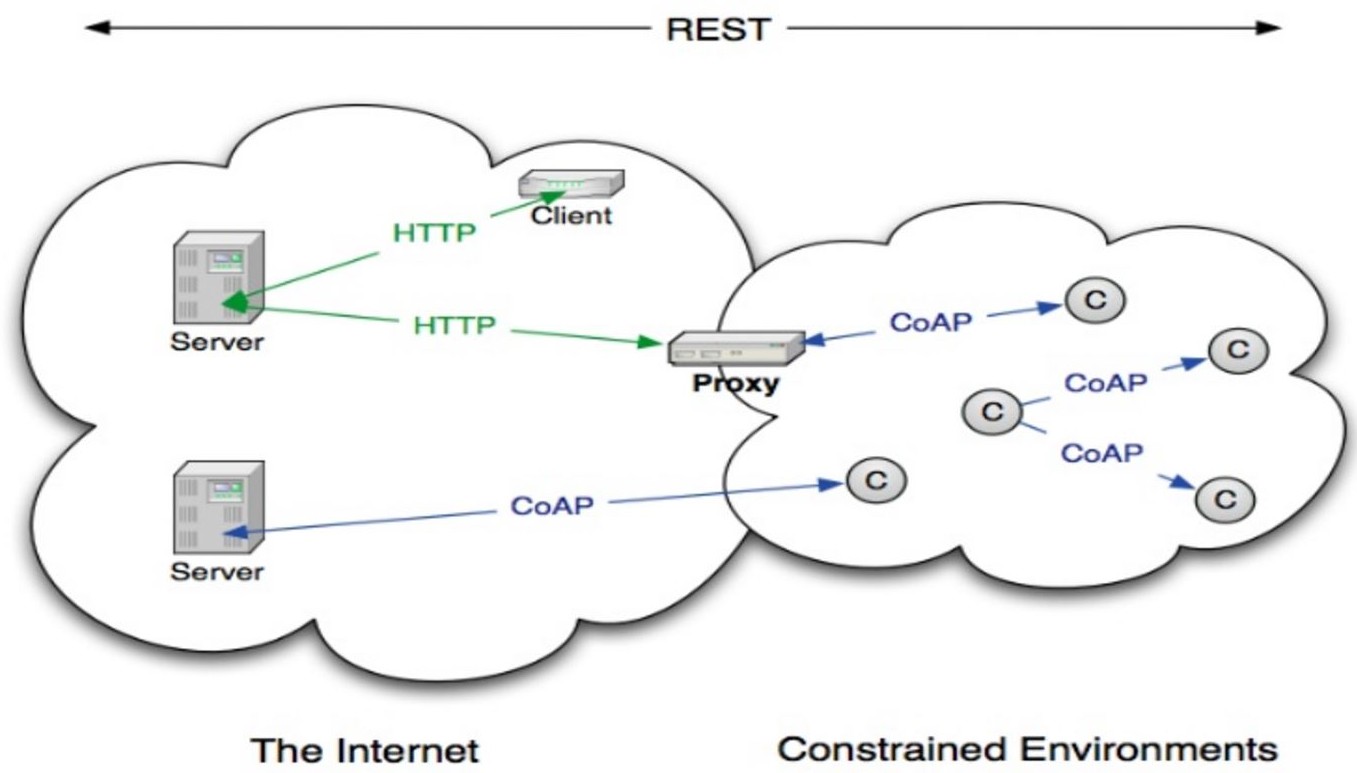 REST
Client
HTTP
Server
HTTP
Proxy
CoAP
C
C
CoAP
C
CoAP
C
C
CoAP
Server
The Internet
Constrained Environments